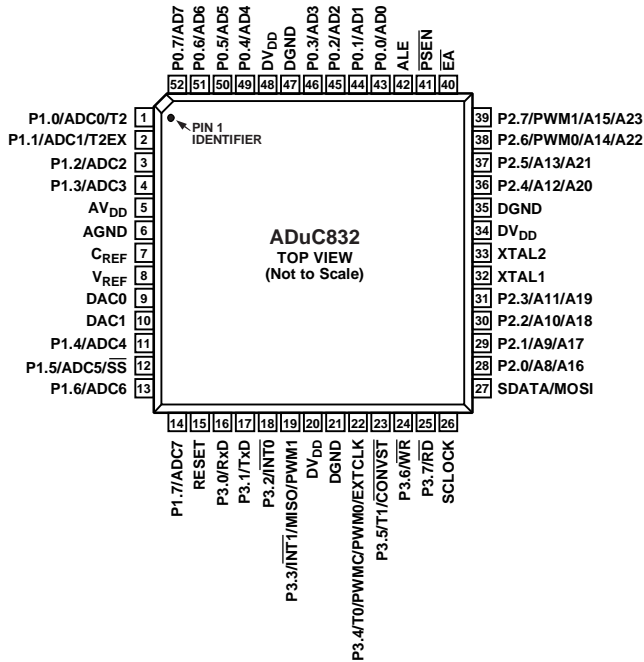 P0.7/AD7
P0.6/AD6
P0.5/AD5
P0.4/AD4
DVDD
DGND
P0.3/AD3
P0.2/AD2
P0.1/AD1
P0.0/AD0
ALE
P̅S̅E̅N̅
E̅A̅
52 51 50 49 48 47 46 45 44 43 42 41 40
P1.0/ADC0/T2 1
P1.1/ADC1/T2EX 2
P1.2/ADC2 3
P1.3/ADC3 4
AVDD 5
AGND 6
CREF 7
VREF 8
DAC0 9
DAC1 10
P1.4/ADC4 11
P1.5/ADC5/S̅S̅ 12
P1.6/ADC6 13
PIN 1
IDENTIFIER
ADuC832
TOP VIEW
(Not to Scale)
39 P2.7/PWM1/A15/A23
38 P2.6/PWM0/A14/A22
37 P2.5/A13/A21
36 P2.4/A12/A20
35 DGND
34 DVDD
33 XTAL2
32 XTAL1
31 P2.3/A11/A19
30 P2.2/A10/A18
29 P2.1/A9/A17
28 P2.0/A8/A16
27 SDATA/MOSI
14 15 16 17 18 19 20 21 22 23 24 25 26
P1.7/ADC7
RESET
P3.0/RxD
P3.1/TxD
P3.2/I̅N̅T̅0̅
P3.3/I̅N̅T̅1̅/MISO/PWM1
DVDD
DGND
P3.4/T0/PWMC/PWM0/EXTCLK
P3.5/T1/C̅O̅N̅V̅S̅T̅
P3.6/W̅R̅
P3.7/R̅D̅
SCLOCK